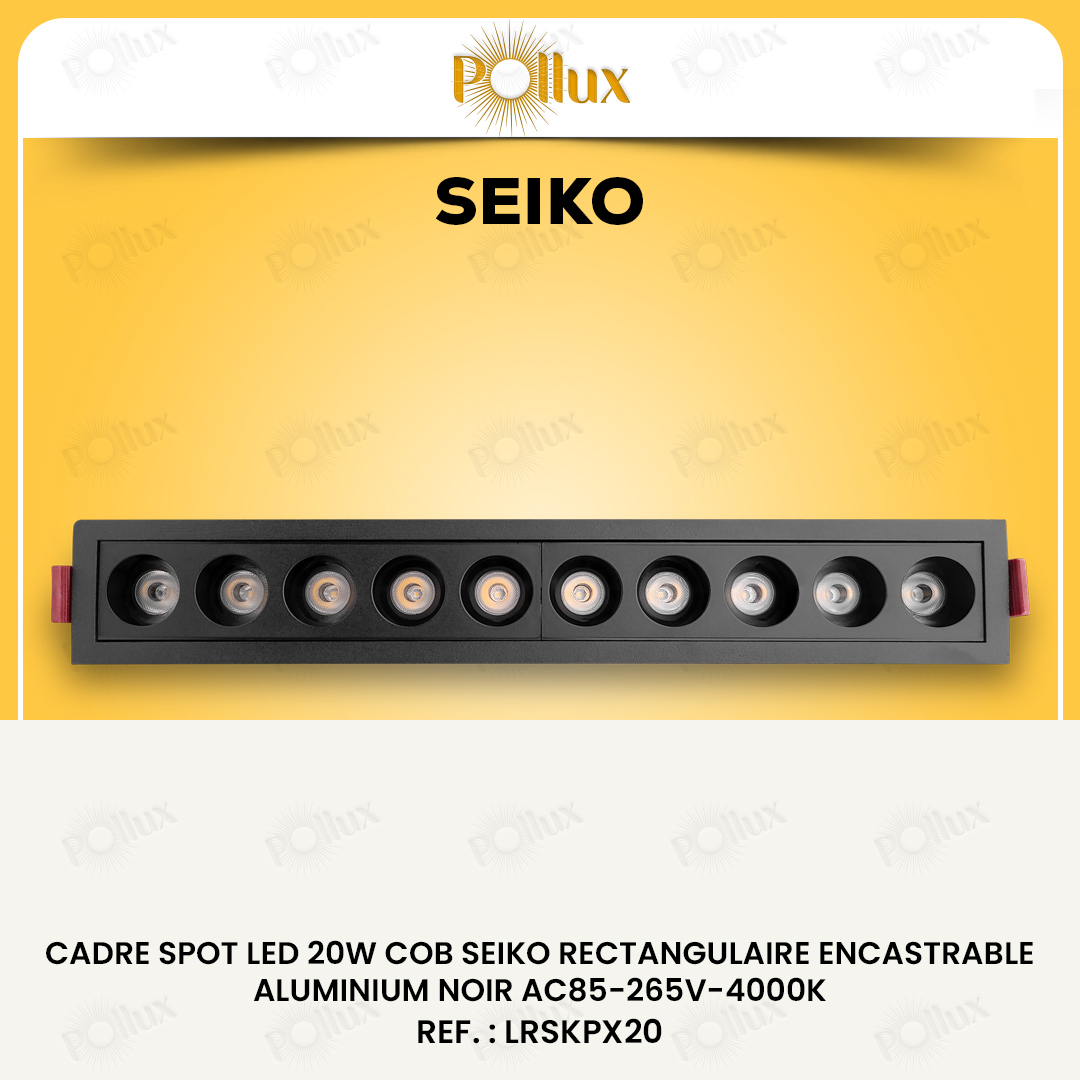 Pollux
SEIKO
CADRE SPOT LED 20W COB SEIKO RECTANGULAIRE ENCASTRABLE
ALUMINIUM NOIR AC85-265V-4000K
REF. : LRSKPX20